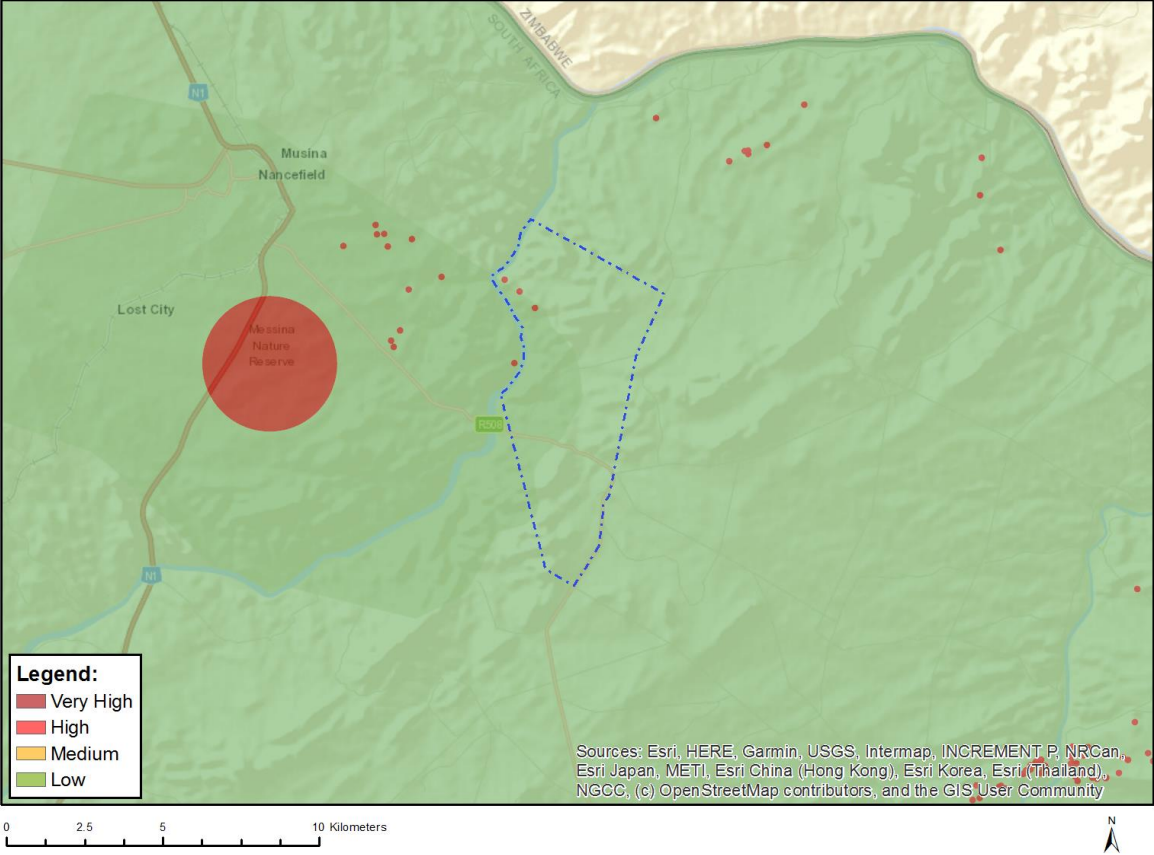 ZIMBABWE
SOUTH AFRICA
N1
Musina
Nancefield
Lost City
Messina
Nature
Reserve
R508
N1
Legend:
Very High
High
Medium
Low
Sources: Esri, HERE, Garmin, USGS, Intermap, INCREMENT P, NRCan,
Esri Japan, METI, Esri China (Hong Kong), Esri Korea, Esri (Thailand),
NGCC, (c) OpenStreetMap contributors, and the GIS User Community
0 2.5 5 10 Kilometers
N